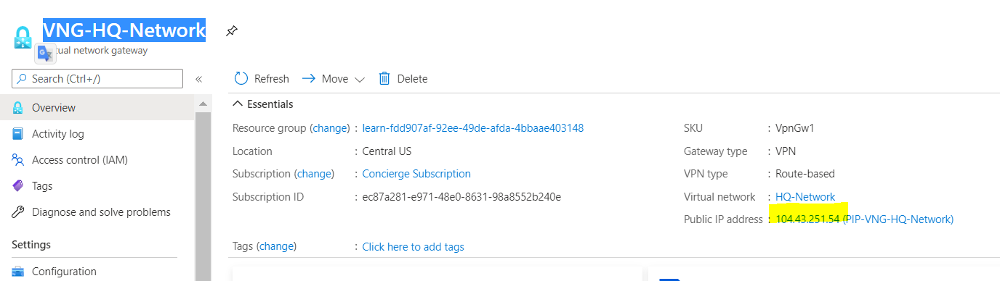 VNG-HQ-Network
tual network gateway
Search (Ctrl+/)
«
Refresh
Move
Delete
Overview
Activity log
Access control (IAM)
Tags
Diagnose and solve problems
Settings
Configuration
Essentials
Resource group (change) : learn-fdd907af-92ee-49de-afda-4bbaae403148
Location : Central US
Subscription (change) : Concierge Subscription
Subscription ID : ec87a281-e971-48e0-8631-98a8552b240e
SKU : VpnGw1
Gateway type : VPN
VPN type : Route-based
Virtual network : HQ-Network
Public IP address : 104.43.251.54 (PIP-VNG-HQ-Network)
Tags (change) : Click here to add tags